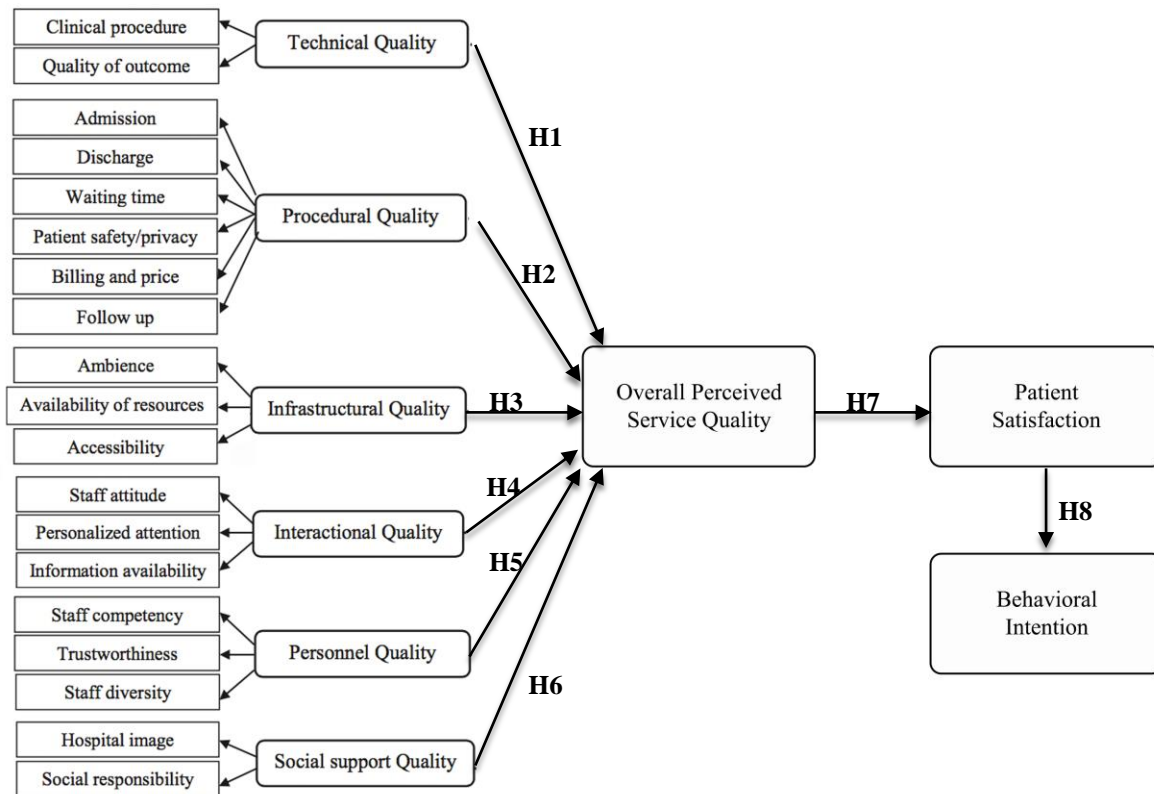 Clinical procedure
Quality of outcome
Technical Quality
H1
Admission
Discharge
Waiting time
Patient safety/privacy
Billing and price
Follow up
Procedural Quality
H2
Ambience
Availability of resources
Accessibility
Infrastructural Quality
H3
Overall Perceived
Service Quality
H7
Patient
Satisfaction
Staff attitude
Personalized attention
Information availability
Interactional Quality
H4
H8
Behavioral
Intention
Staff competency
Trustworthiness
Staff diversity
Personnel Quality
H5
Hospital image
Social responsibility
Social support Quality
H6